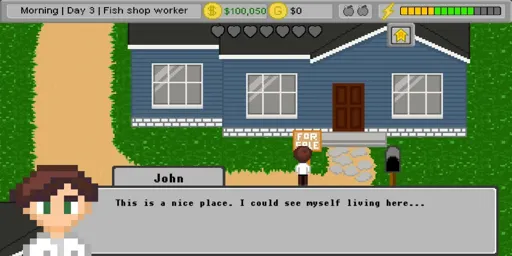 Morning | Day 3 | Fish shop worker
$ $100,050 G $0
FOR
SALE
John
This is a nice place. I could see myself living here...